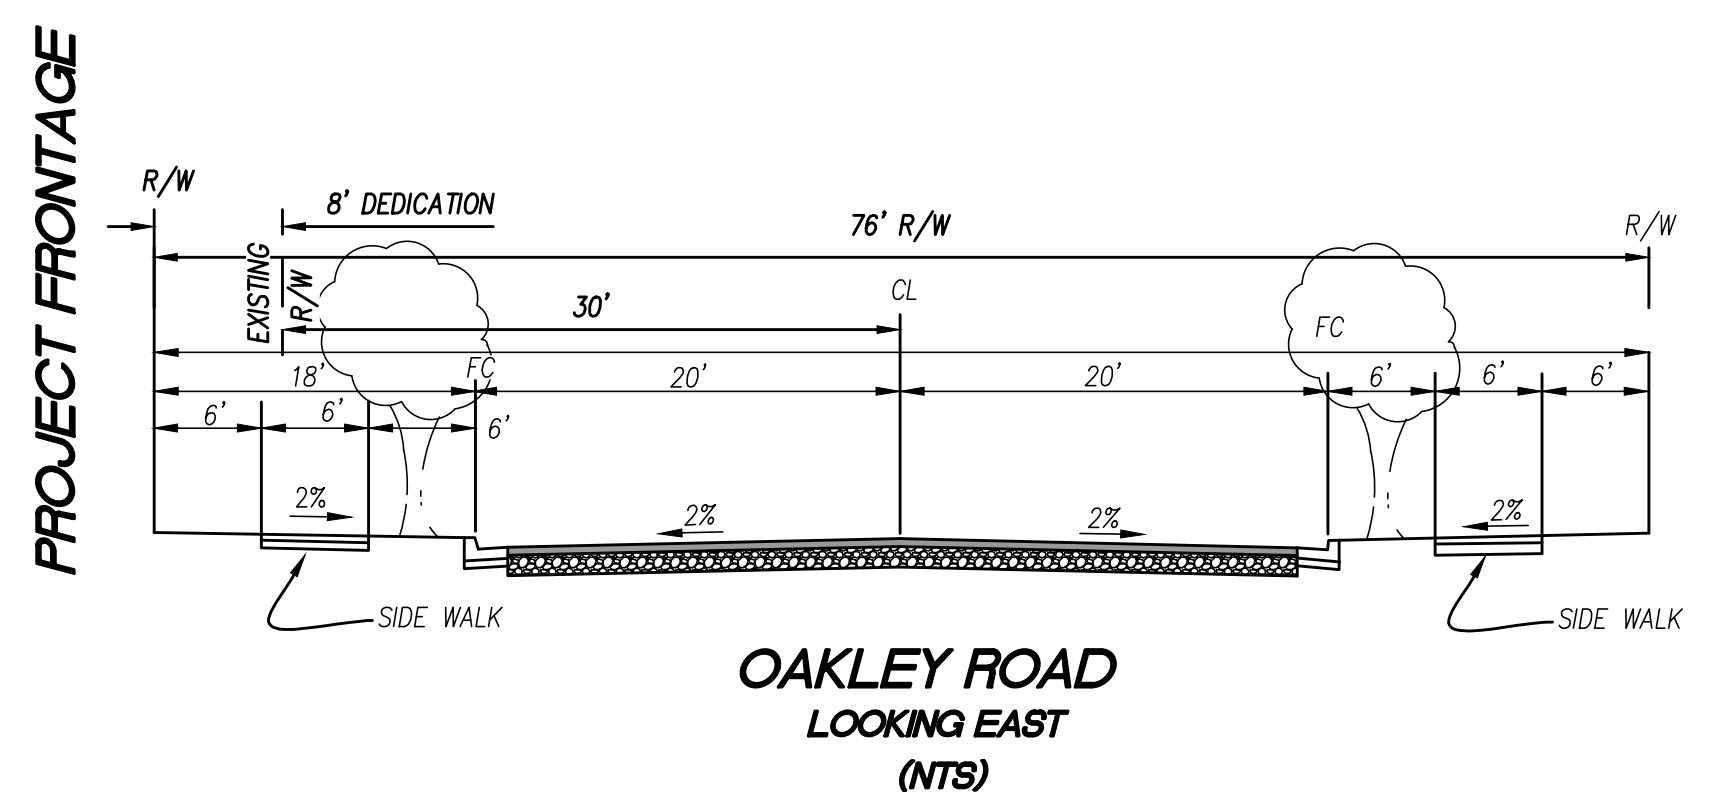 PROJECT FRONTAGE
R/W
8' DEDICATION
76' R/W
R/W
EXISTING
R/W
30'
CL
FC
FC
18'
20'
20'
6'
6'
6'
6'
6'
6'
2%
2%
2%
2%
SIDE WALK
SIDE WALK
OAKLEY ROAD
LOOKING EAST
(NTS)